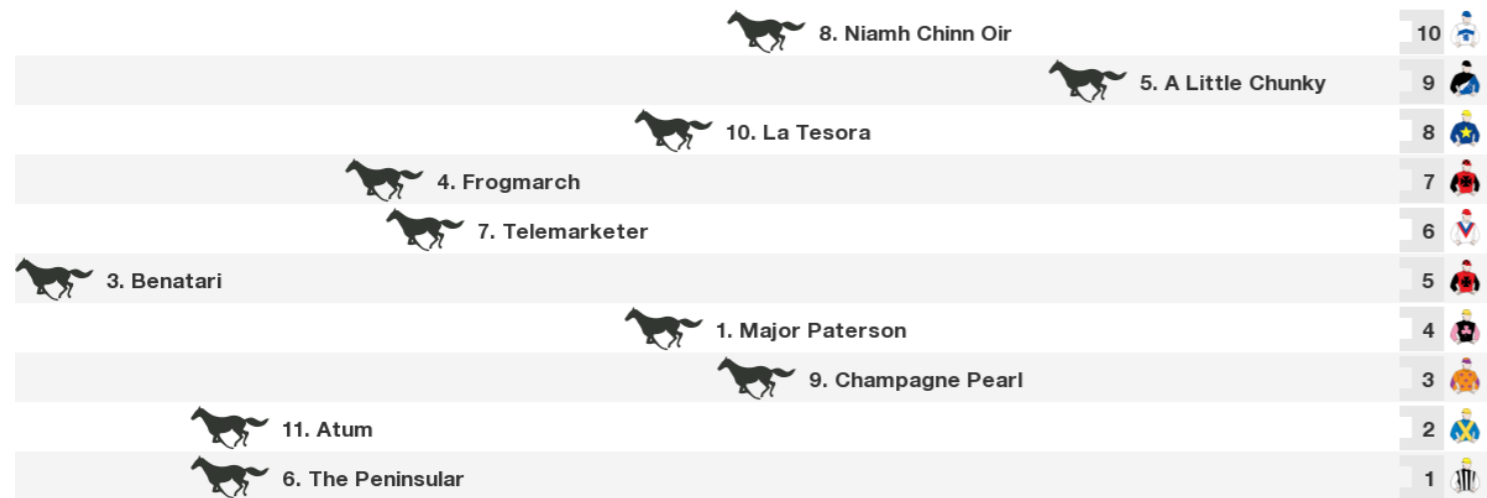 8. Niamh Chinn Oir 10
5. A Little Chunky 9
10. La Tesora 8
4. Frogmarch 7
7. Telemarketer 6
3. Benatari 5
1. Major Paterson 4
9. Champagne Pearl 3
11. Atum 2
6. The Peninsular 1